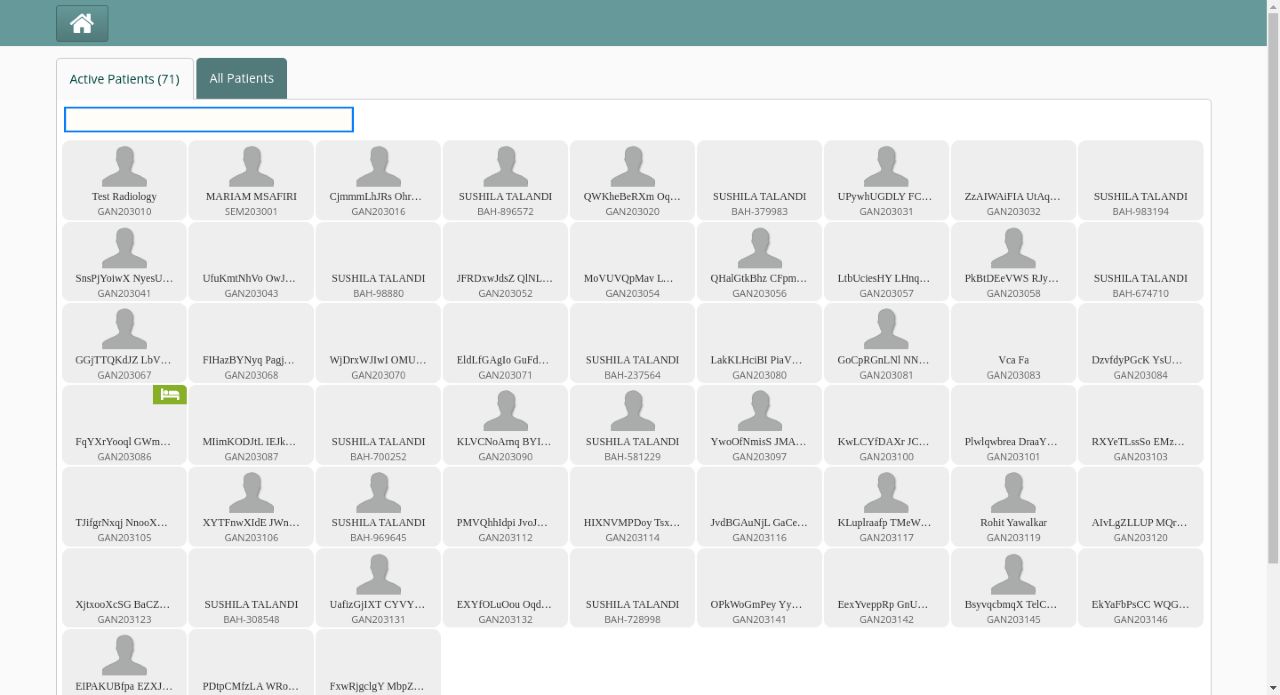 Active Patients (71) All Patients
Test Radiology MARIAM MSAFIRI CjmmmLhJRs Ohr… SUSHILA TALANDI QWKheBeRXm Oq… SUSHILA TALANDI UPywhUGDLY FC… ZzAIWAiFIA UtAq… SUSHILA TALANDI
GAN203010 SEM203001 GAN203016 BAH-896572 GAN203020 BAH-379983 GAN203031 GAN203032 BAH-983194
SnsPjYoiwX NyesU… UfuKmtNhVo OwJ… SUSHILA TALANDI JFRDxwJdsZ QlNL… MoVUVQpMav L… QHalGtkBhz CFpm… LtbUciesHY LHnq… PkBtDEeVWS RJy… SUSHILA TALANDI
GAN203041 GAN203043 BAH-98880 GAN203052 GAN203054 GAN203056 GAN203057 GAN203058 BAH-674710
GGjTTQKdJZ LbV… FIHazBYNyq Pagj… WjDrxWJIwI OMU… EldLfGAgIo GuFd… SUSHILA TALANDI LakKLHciBI PiaV… GoCpRGnLNl NN… Vca Fa DzvfdyPGcK YsU…
GAN203067 GAN203068 GAN203070 GAN203071 BAH-237564 GAN203080 GAN203081 GAN203083 GAN203084
FqYXrYooql GWm… MIimKODJtL IEJk… SUSHILA TALANDI KLVCNoArnq BYI… SUSHILA TALANDI YwoOfNmisS JMA… KwLCYfDAXr JC… Plwlqwbrea DraaY… RXYeTLssSo EMz…
GAN203086 GAN203087 BAH-700252 GAN203090 BAH-581229 GAN203097 GAN203100 GAN203101 GAN203103
TJifgrNxqj NnooX… XYTFnwXIdE JWn… SUSHILA TALANDI PMVQhhIdpi JvoJ… HIXNVMPDoy Tsx… JvdBGAuNjL GaCe… KLuplraafp TMeW… Rohit Yawalkar AIvLgZLLUP MQr…
GAN203105 GAN203106 BAH-969645 GAN203112 GAN203114 GAN203116 GAN203117 GAN203119 GAN203120
XjtxooXcSG BaCZ… SUSHILA TALANDI UafizGjIXT CYVY… EXYfOLuOou Oqd… SUSHILA TALANDI OPkWoGmPey Yy… EexYveppRp GnU… BsyvqcbmqX TelC… EkYaFbPsCC WQG…
GAN203123 BAH-308548 GAN203131 GAN203132 BAH-728998 GAN203141 GAN203142 GAN203145 GAN203146
EIPAKUBfpa EZXJ… PDtpCMfzLA WRo… FxwRjgclgY MbpZ…